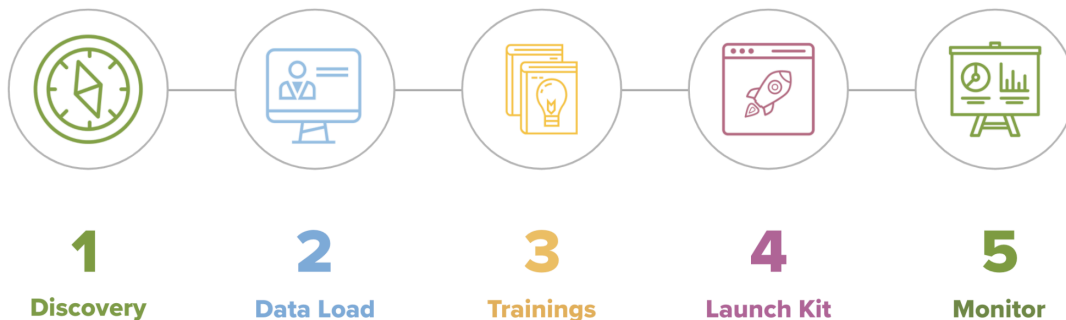 1
2
3
4
5
Discovery
Data Load
Trainings
Launch Kit
Monitor